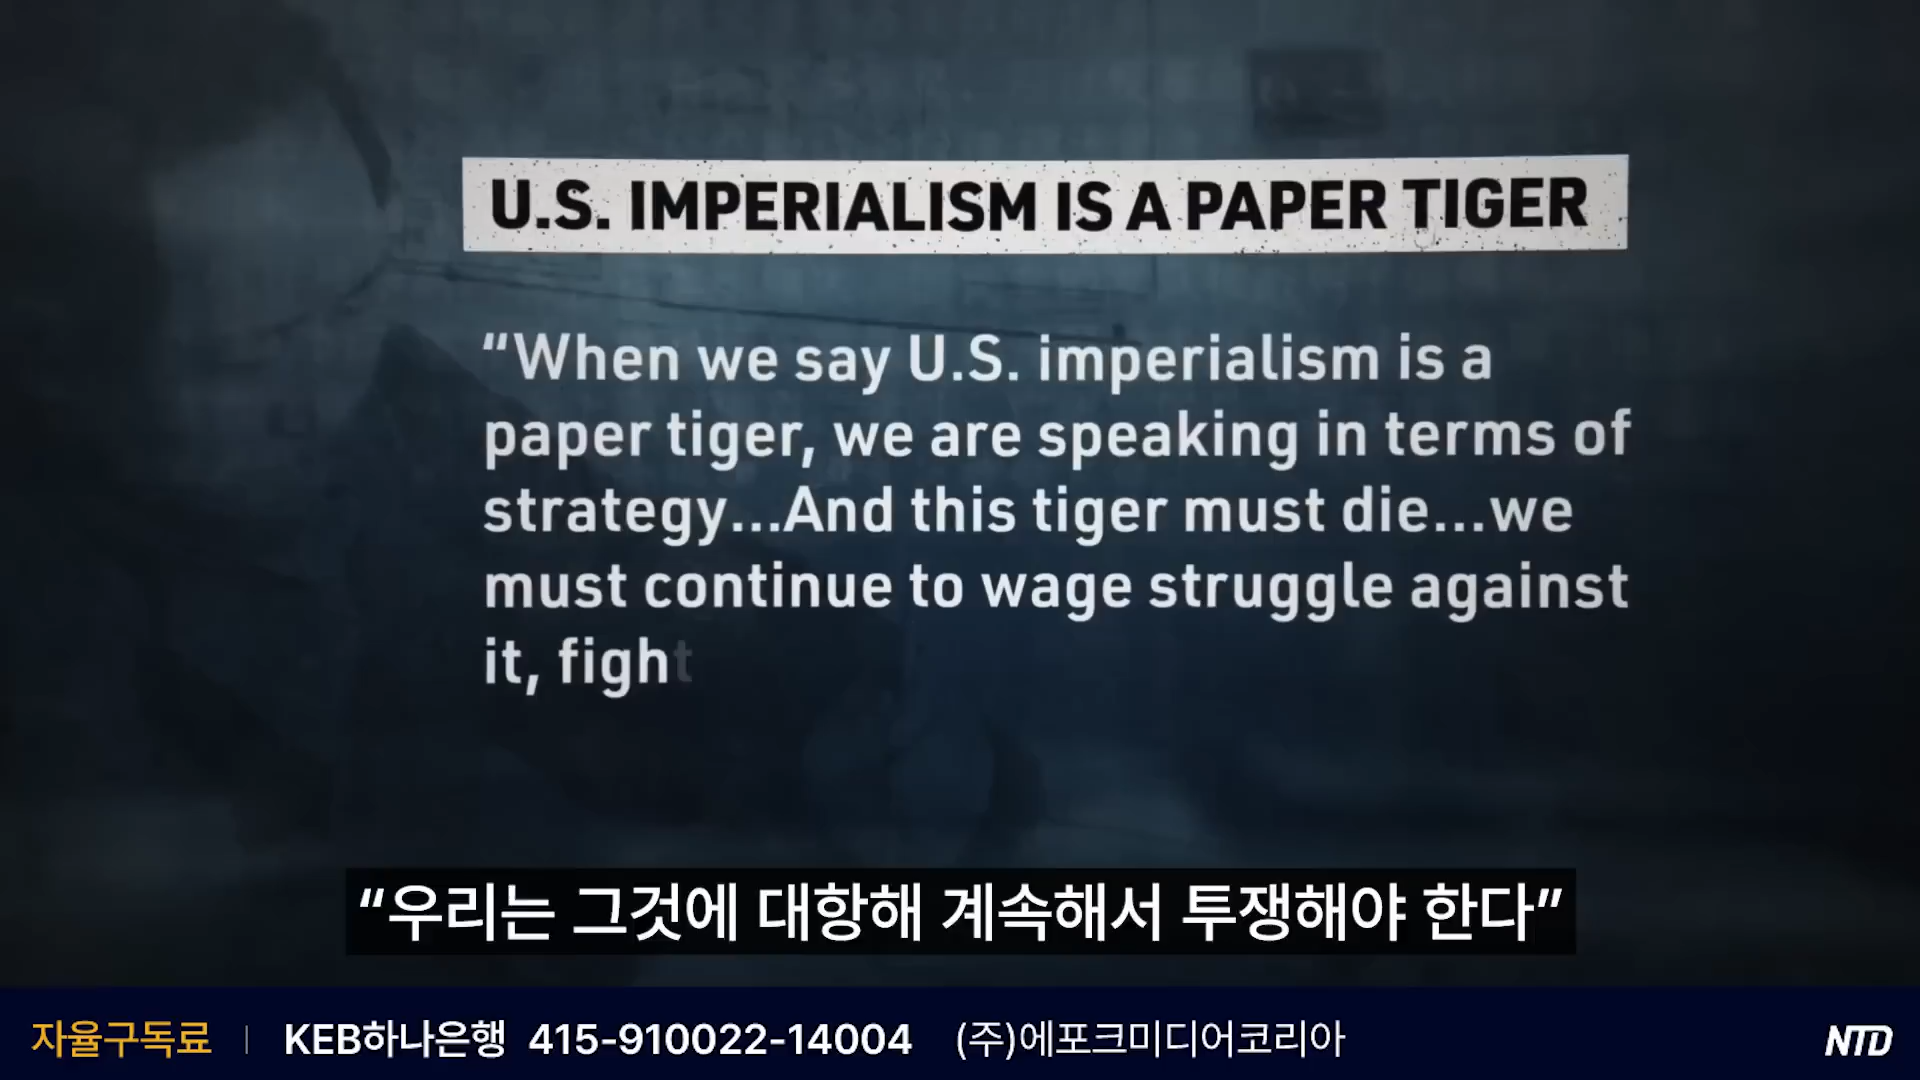 U.S. IMPERIALISM IS A PAPER TIGER
“When we say U.S. imperialism is a
paper tiger, we are speaking in terms of
strategy...And this tiger must die...we
must continue to wage struggle against
it, fight
“우리는 그것에 대항해 계속해서 투쟁해야 한다”
자율구독료 | KEB하나은행 415-910022-14004 (주)에포크미디어코리아
NTD